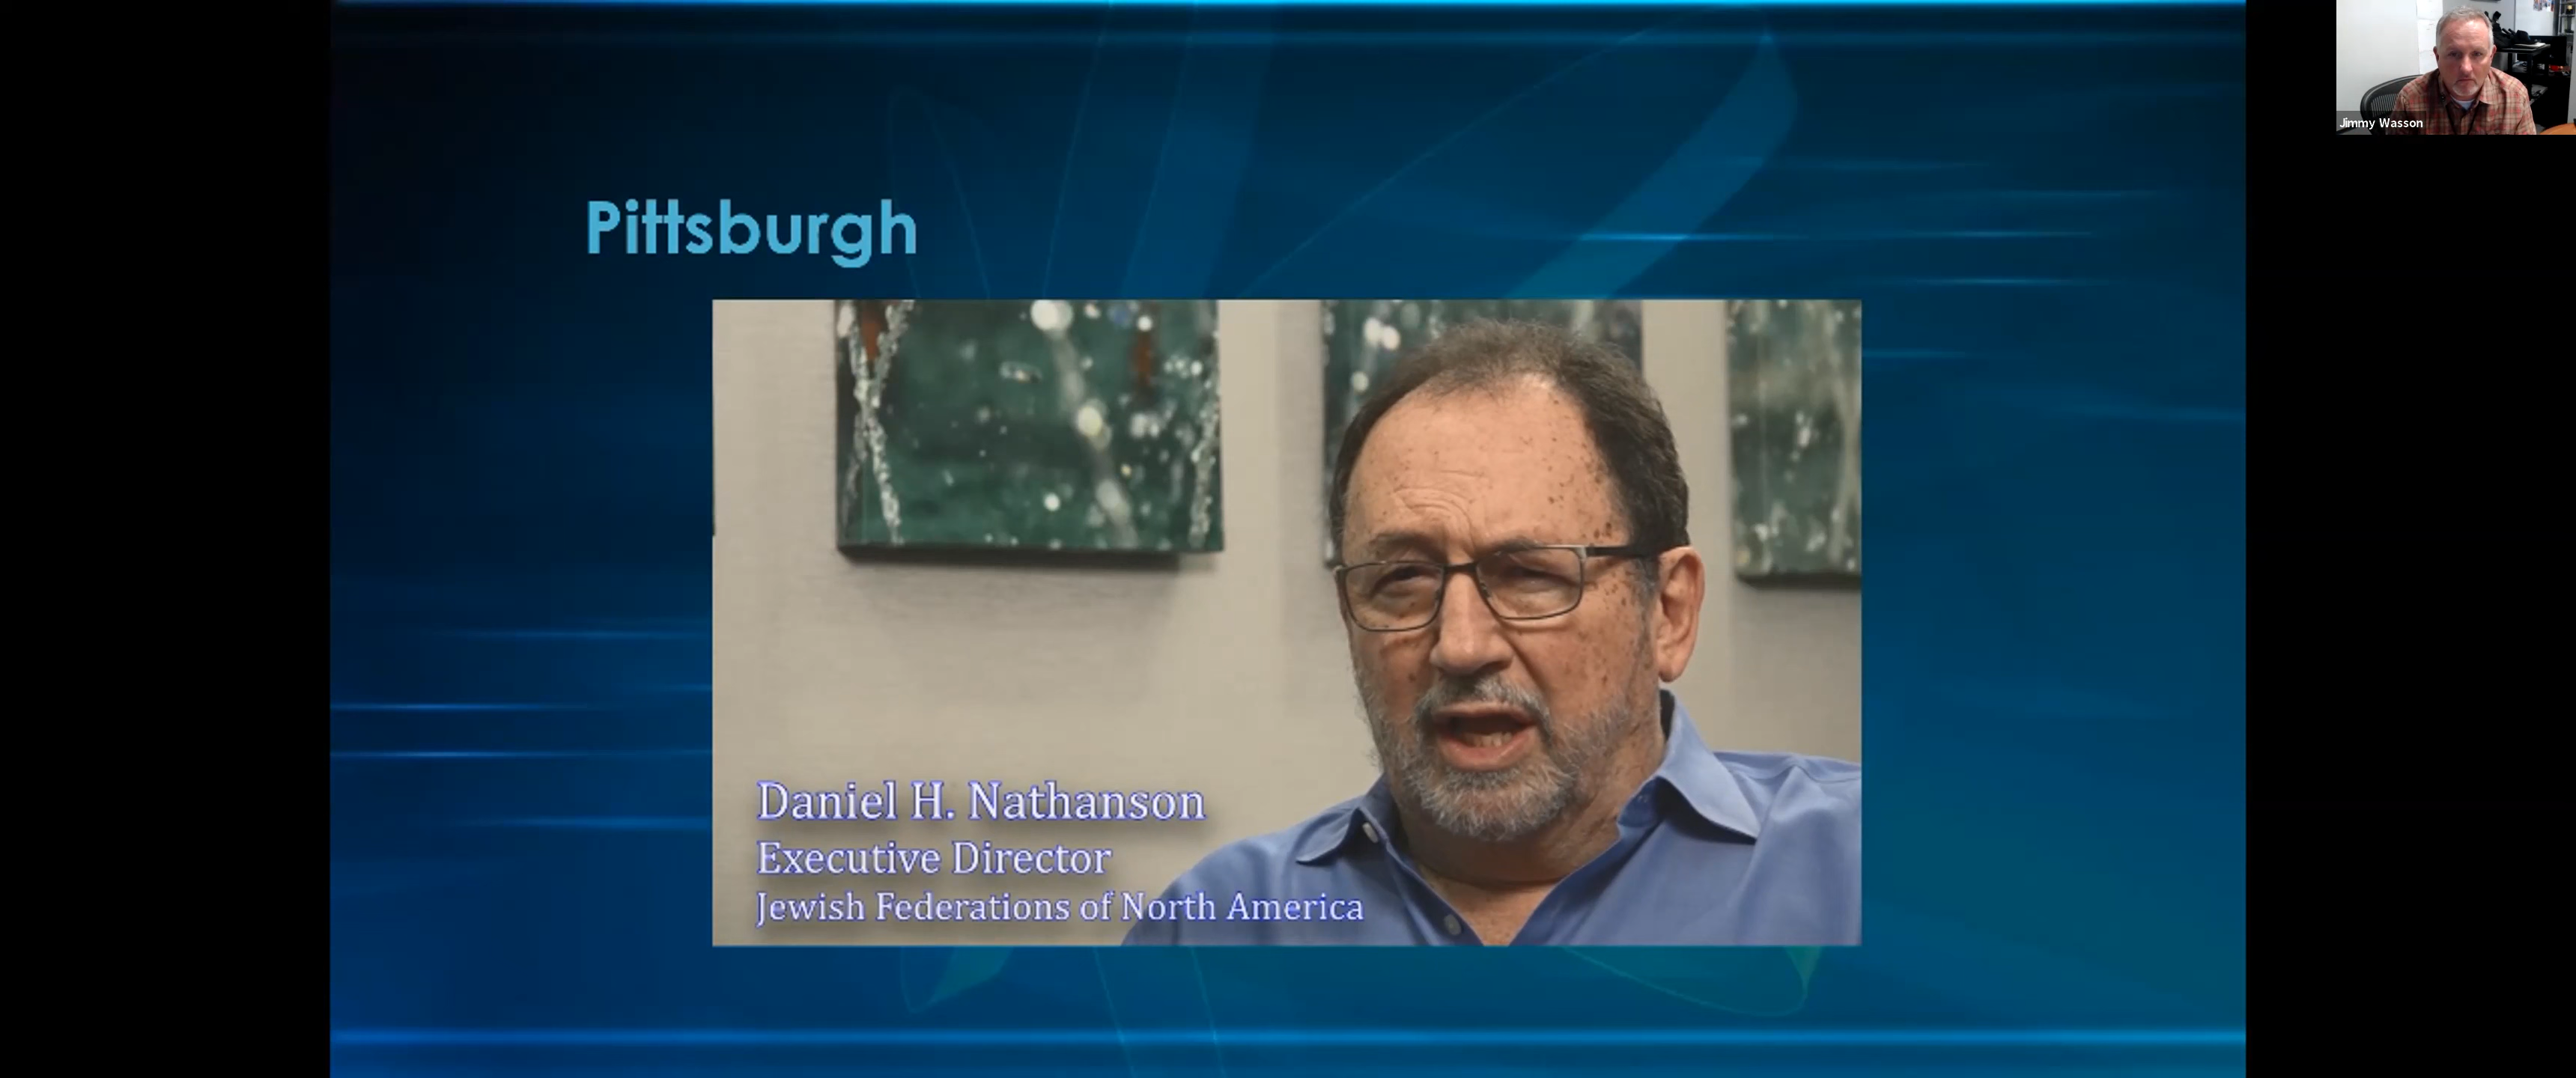 Pittsburgh
Daniel H. Nathanson
Executive Director
Jewish Federations of North America
Jimmy Wasson